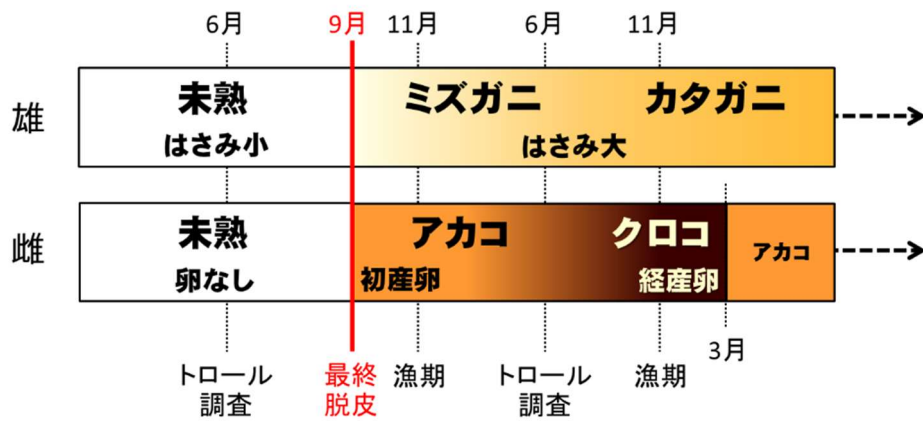 6月
9月
11月
6月
11月
雄
未熟
はさみ小
ミズガニ
カタガニ
はさみ大
雌
未熟
卵なし
アカコ
初産卵
クロコ
経産卵
アカコ
3月
トロール
調査
最終
脱皮
漁期
トロール
調査
漁期